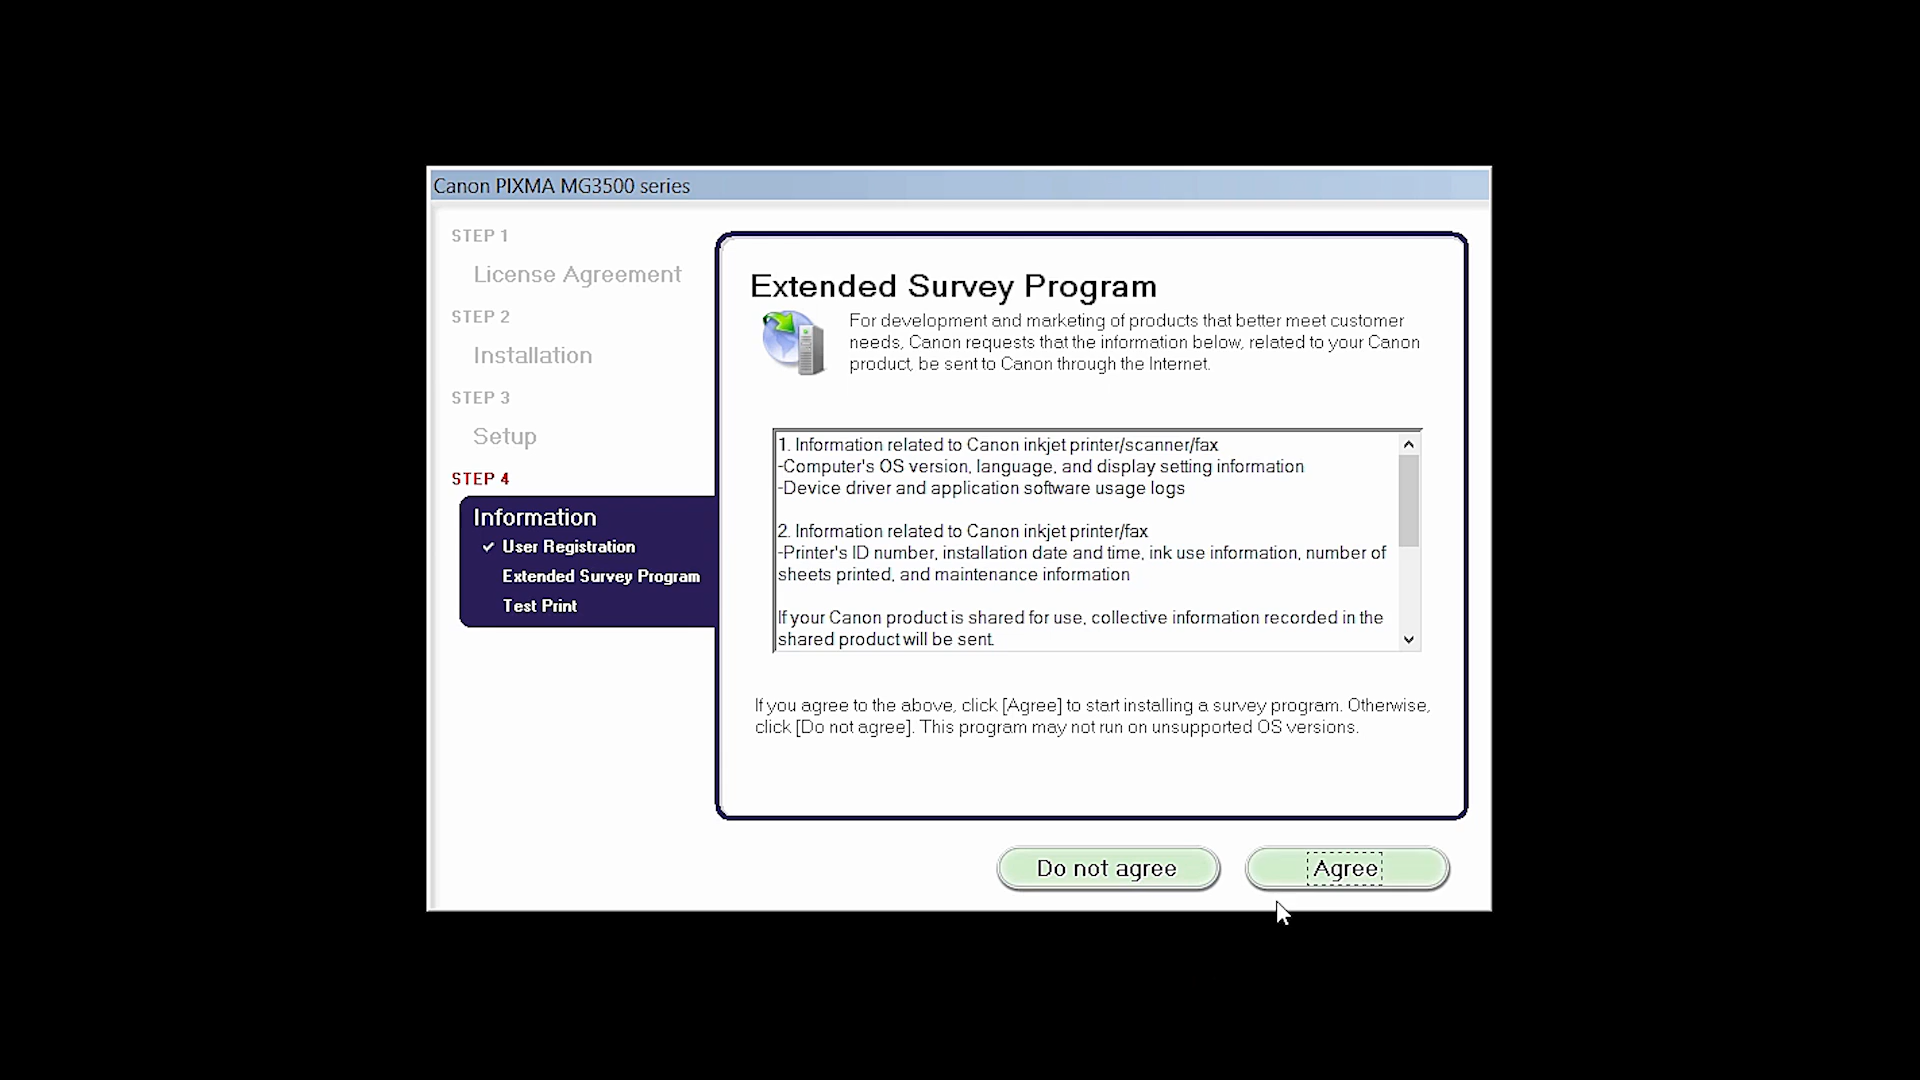 Canon PIXMA MG3500 series
STEP 1
License Agreement
STEP 2
Installation
STEP 3
Setup
STEP 4
Information
User Registration
Extended Survey Program
Test Print
Extended Survey Program
For development and marketing of products that better meet customer
needs, Canon requests that the information below, related to your Canon
product, be sent to Canon through the Internet.
1. Information related to Canon inkjet printer/scanner/fax
-Computer's OS version, language, and display setting information
-Device driver and application software usage logs
2. Information related to Canon inkjet printer/fax
-Printer's ID number, installation date and time, ink use information, number of
sheets printed, and maintenance information
If your Canon product is shared for use, collective information recorded in the
shared product will be sent.
If you agree to the above, click [Agree] to start installing a survey program. Otherwise,
click [Do not agree]. This program may not run on unsupported OS versions.
Do not agree
Agree